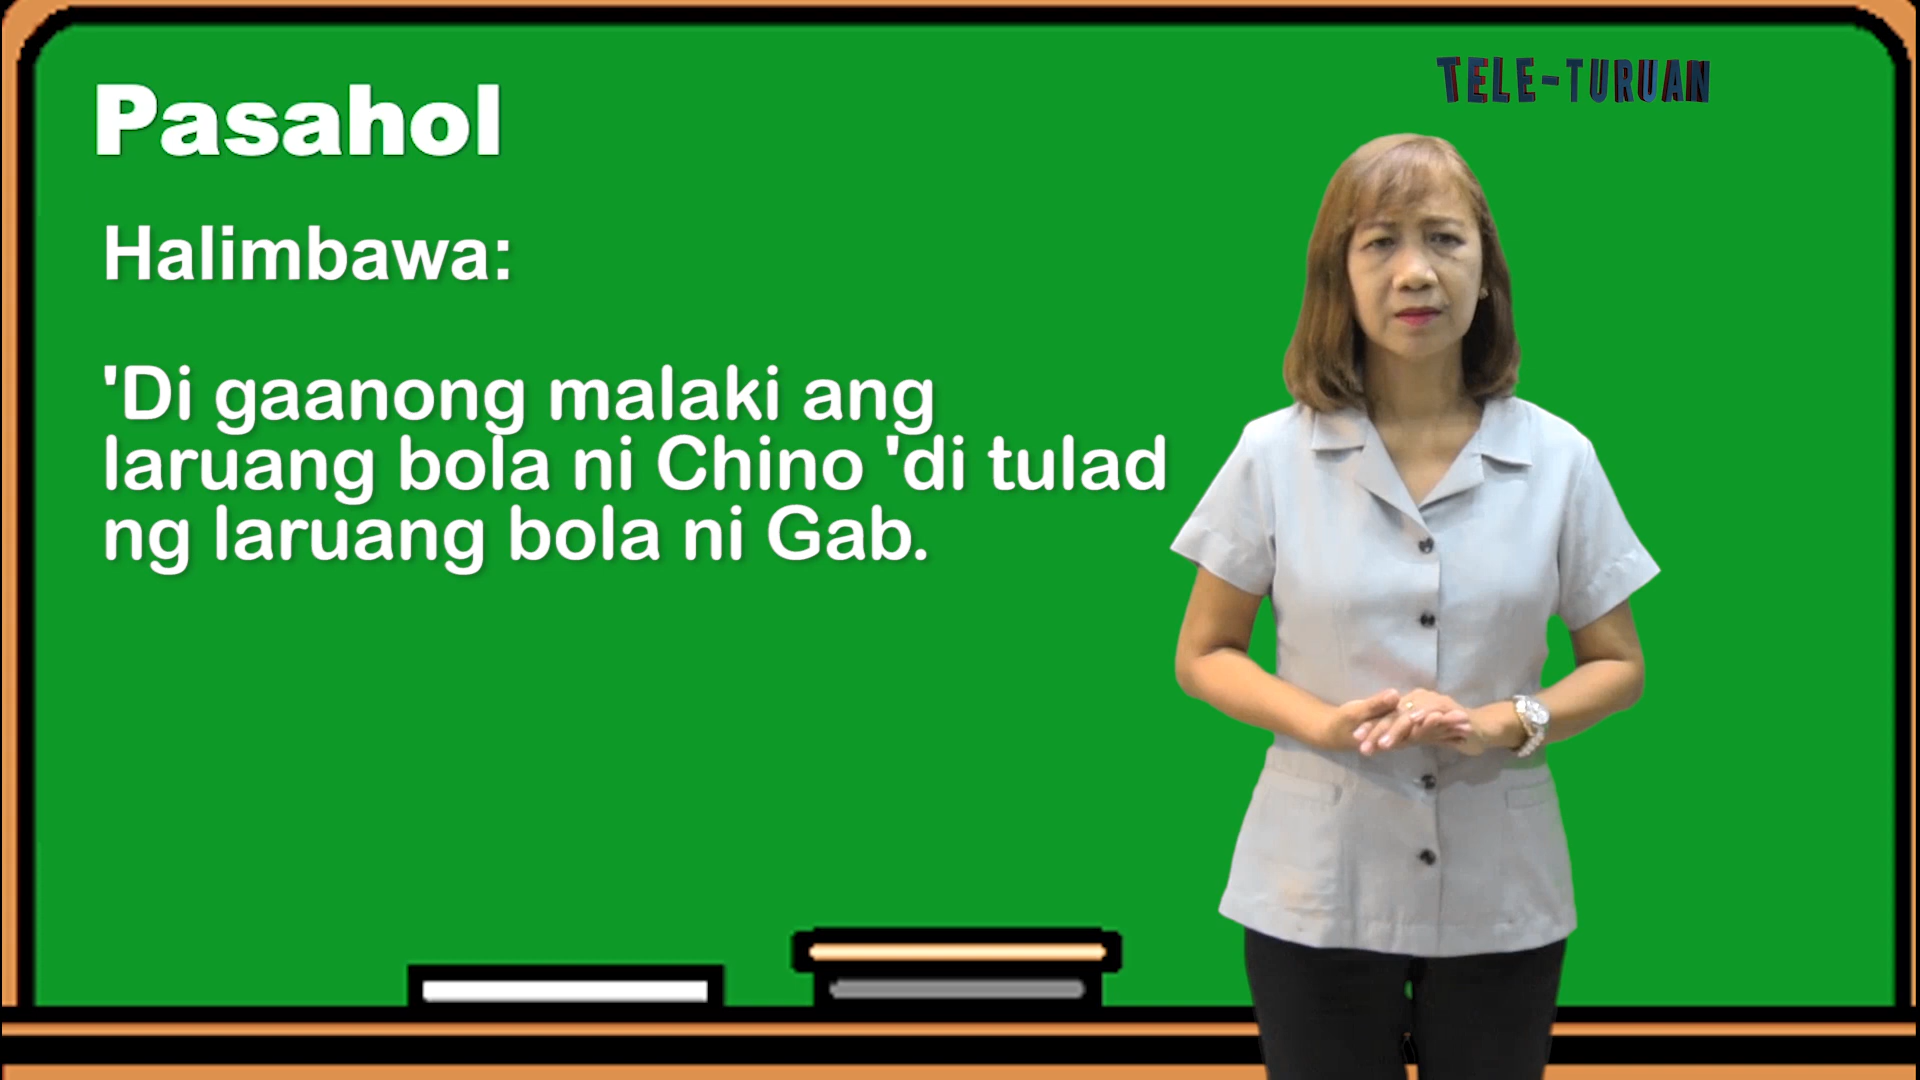 TELE-TURUAN
Pasahol
Halimbawa:
'Di gaanong malaki ang
laruang bola ni Chino 'di tulad
ng laruang bola ni Gab.